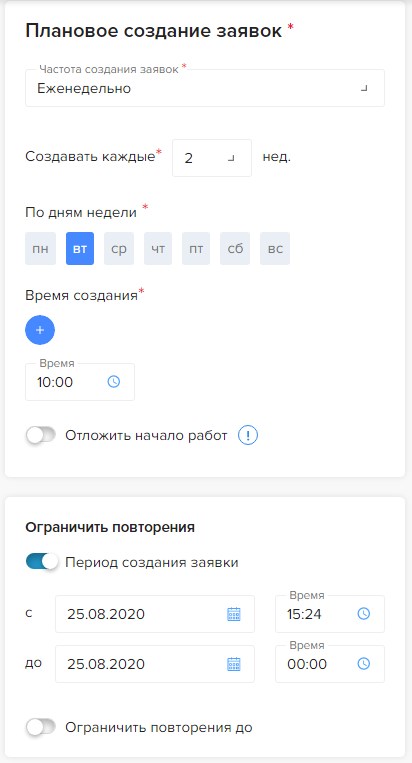 Плановое создание заявок *
Частота создания заявок *
Еженедельно
Создавать каждые* 2 нед.
По дням недели *
пн вт ср чт пт сб вс
Время создания*
+
Время
10:00
Отложить начало работ !
Ограничить повторения
Период создания заявки
Время
с 25.08.2020 15:24
Время
до 25.08.2020 00:00
Ограничить повторения до